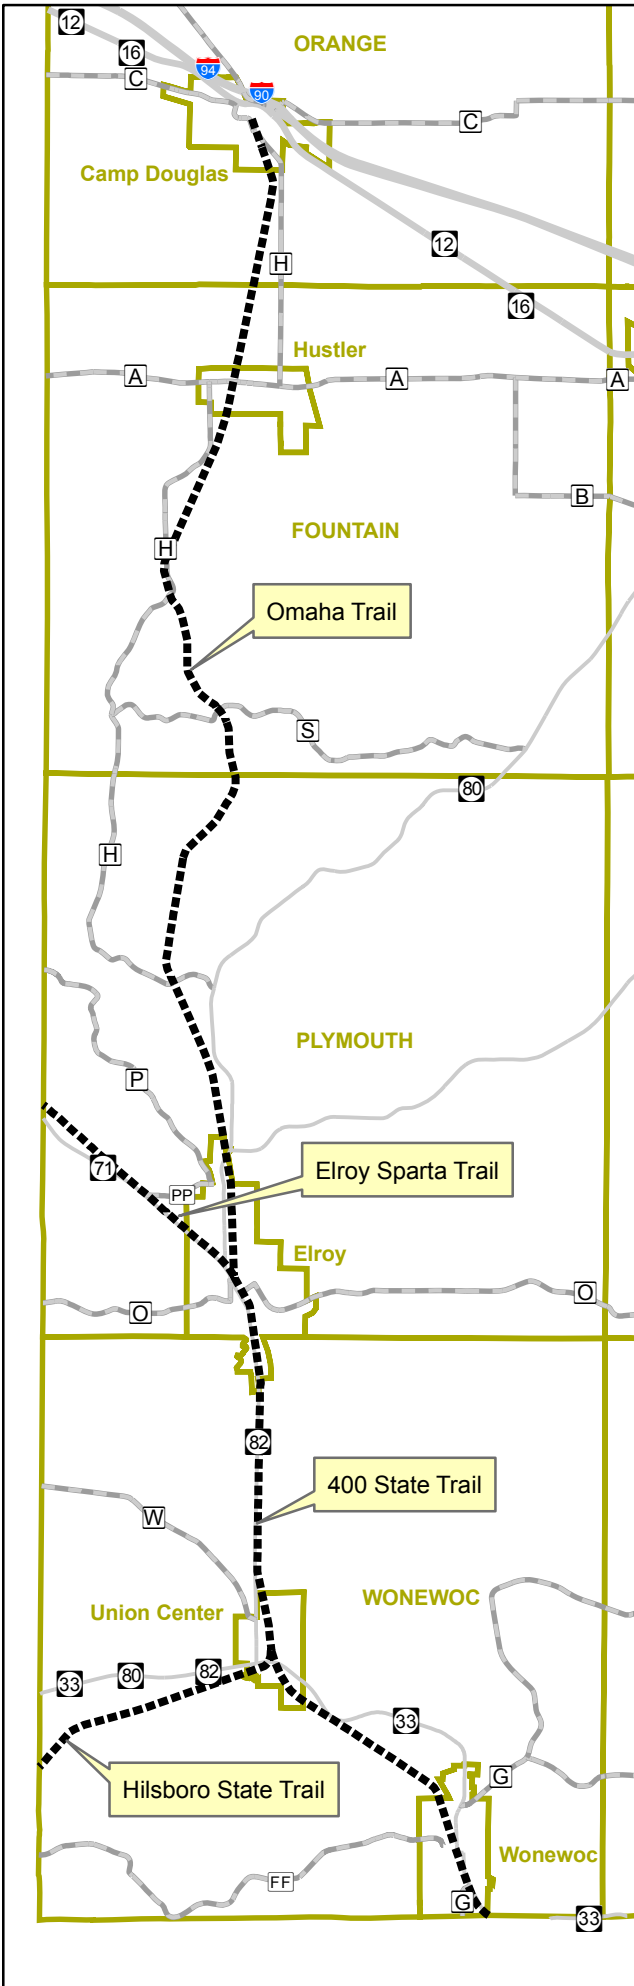 12
ORANGE
16
94
C
90
C
Camp Douglas
12
H
16
Hustler
A
A
A
B
FOUNTAIN
H
Omaha Trail
S
80
H
PLYMOUTH
P
71
Elroy Sparta Trail
PP
Elroy
O
O
82
400 State Trail
W
WONEWOC
Union Center
33
80
82
33
G
Hilsboro State Trail
Wonewoc
FF
G
33